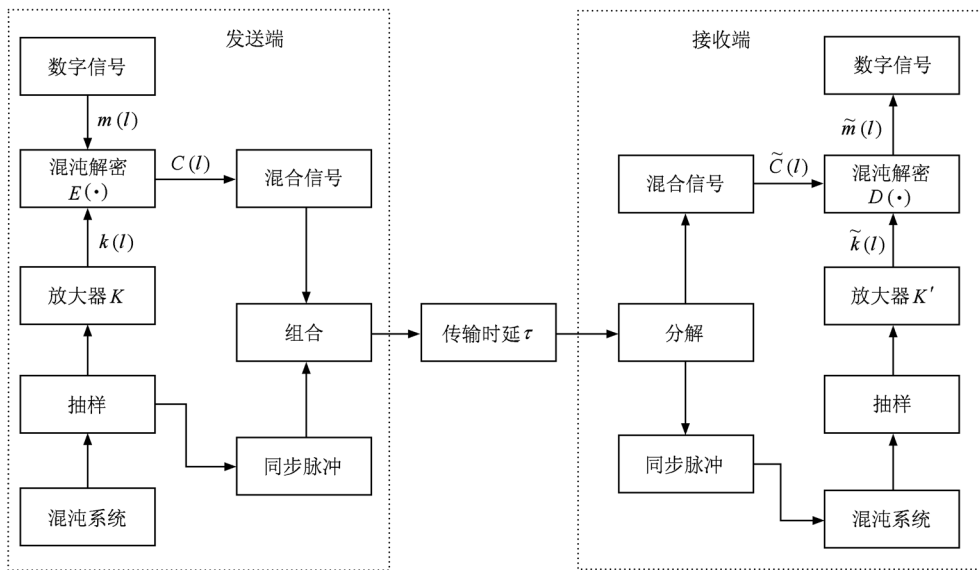 发送端
数字信号
m(l)
混沌解密
E(·)
C(l)
混合信号
k(l)
放大器K
组合
抽样
同步脉冲
混沌系统
传输时延τ
接收端
数字信号
m̃(l)
混合信号
C̃(l)
混沌解密
D(·)
k̃(l)
分解
放大器K′
抽样
同步脉冲
混沌系统